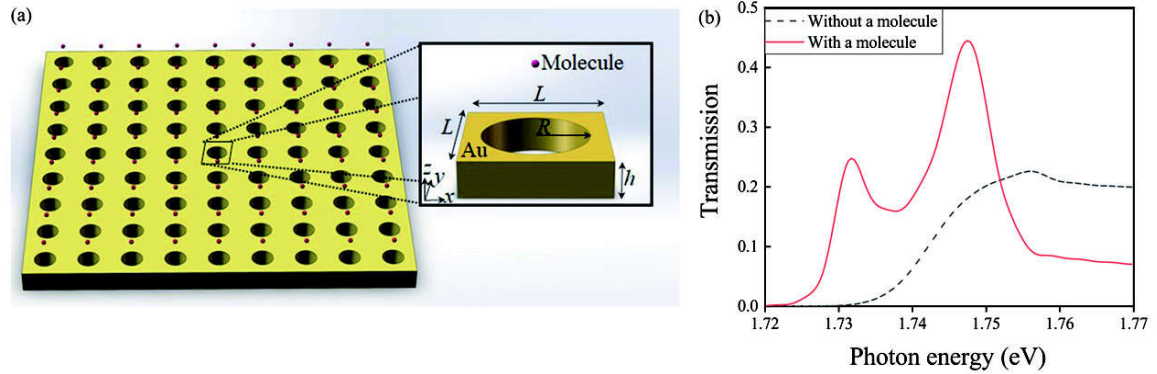 (a)
Molecule
L
L
R
Au
h
z
y
x
(b)
0.5
0.4
0.3
0.2
0.1
0.0
Transmission
Without a molecule
With a molecule
1.72
1.73
1.74
1.75
1.76
1.77
Photon energy (eV)